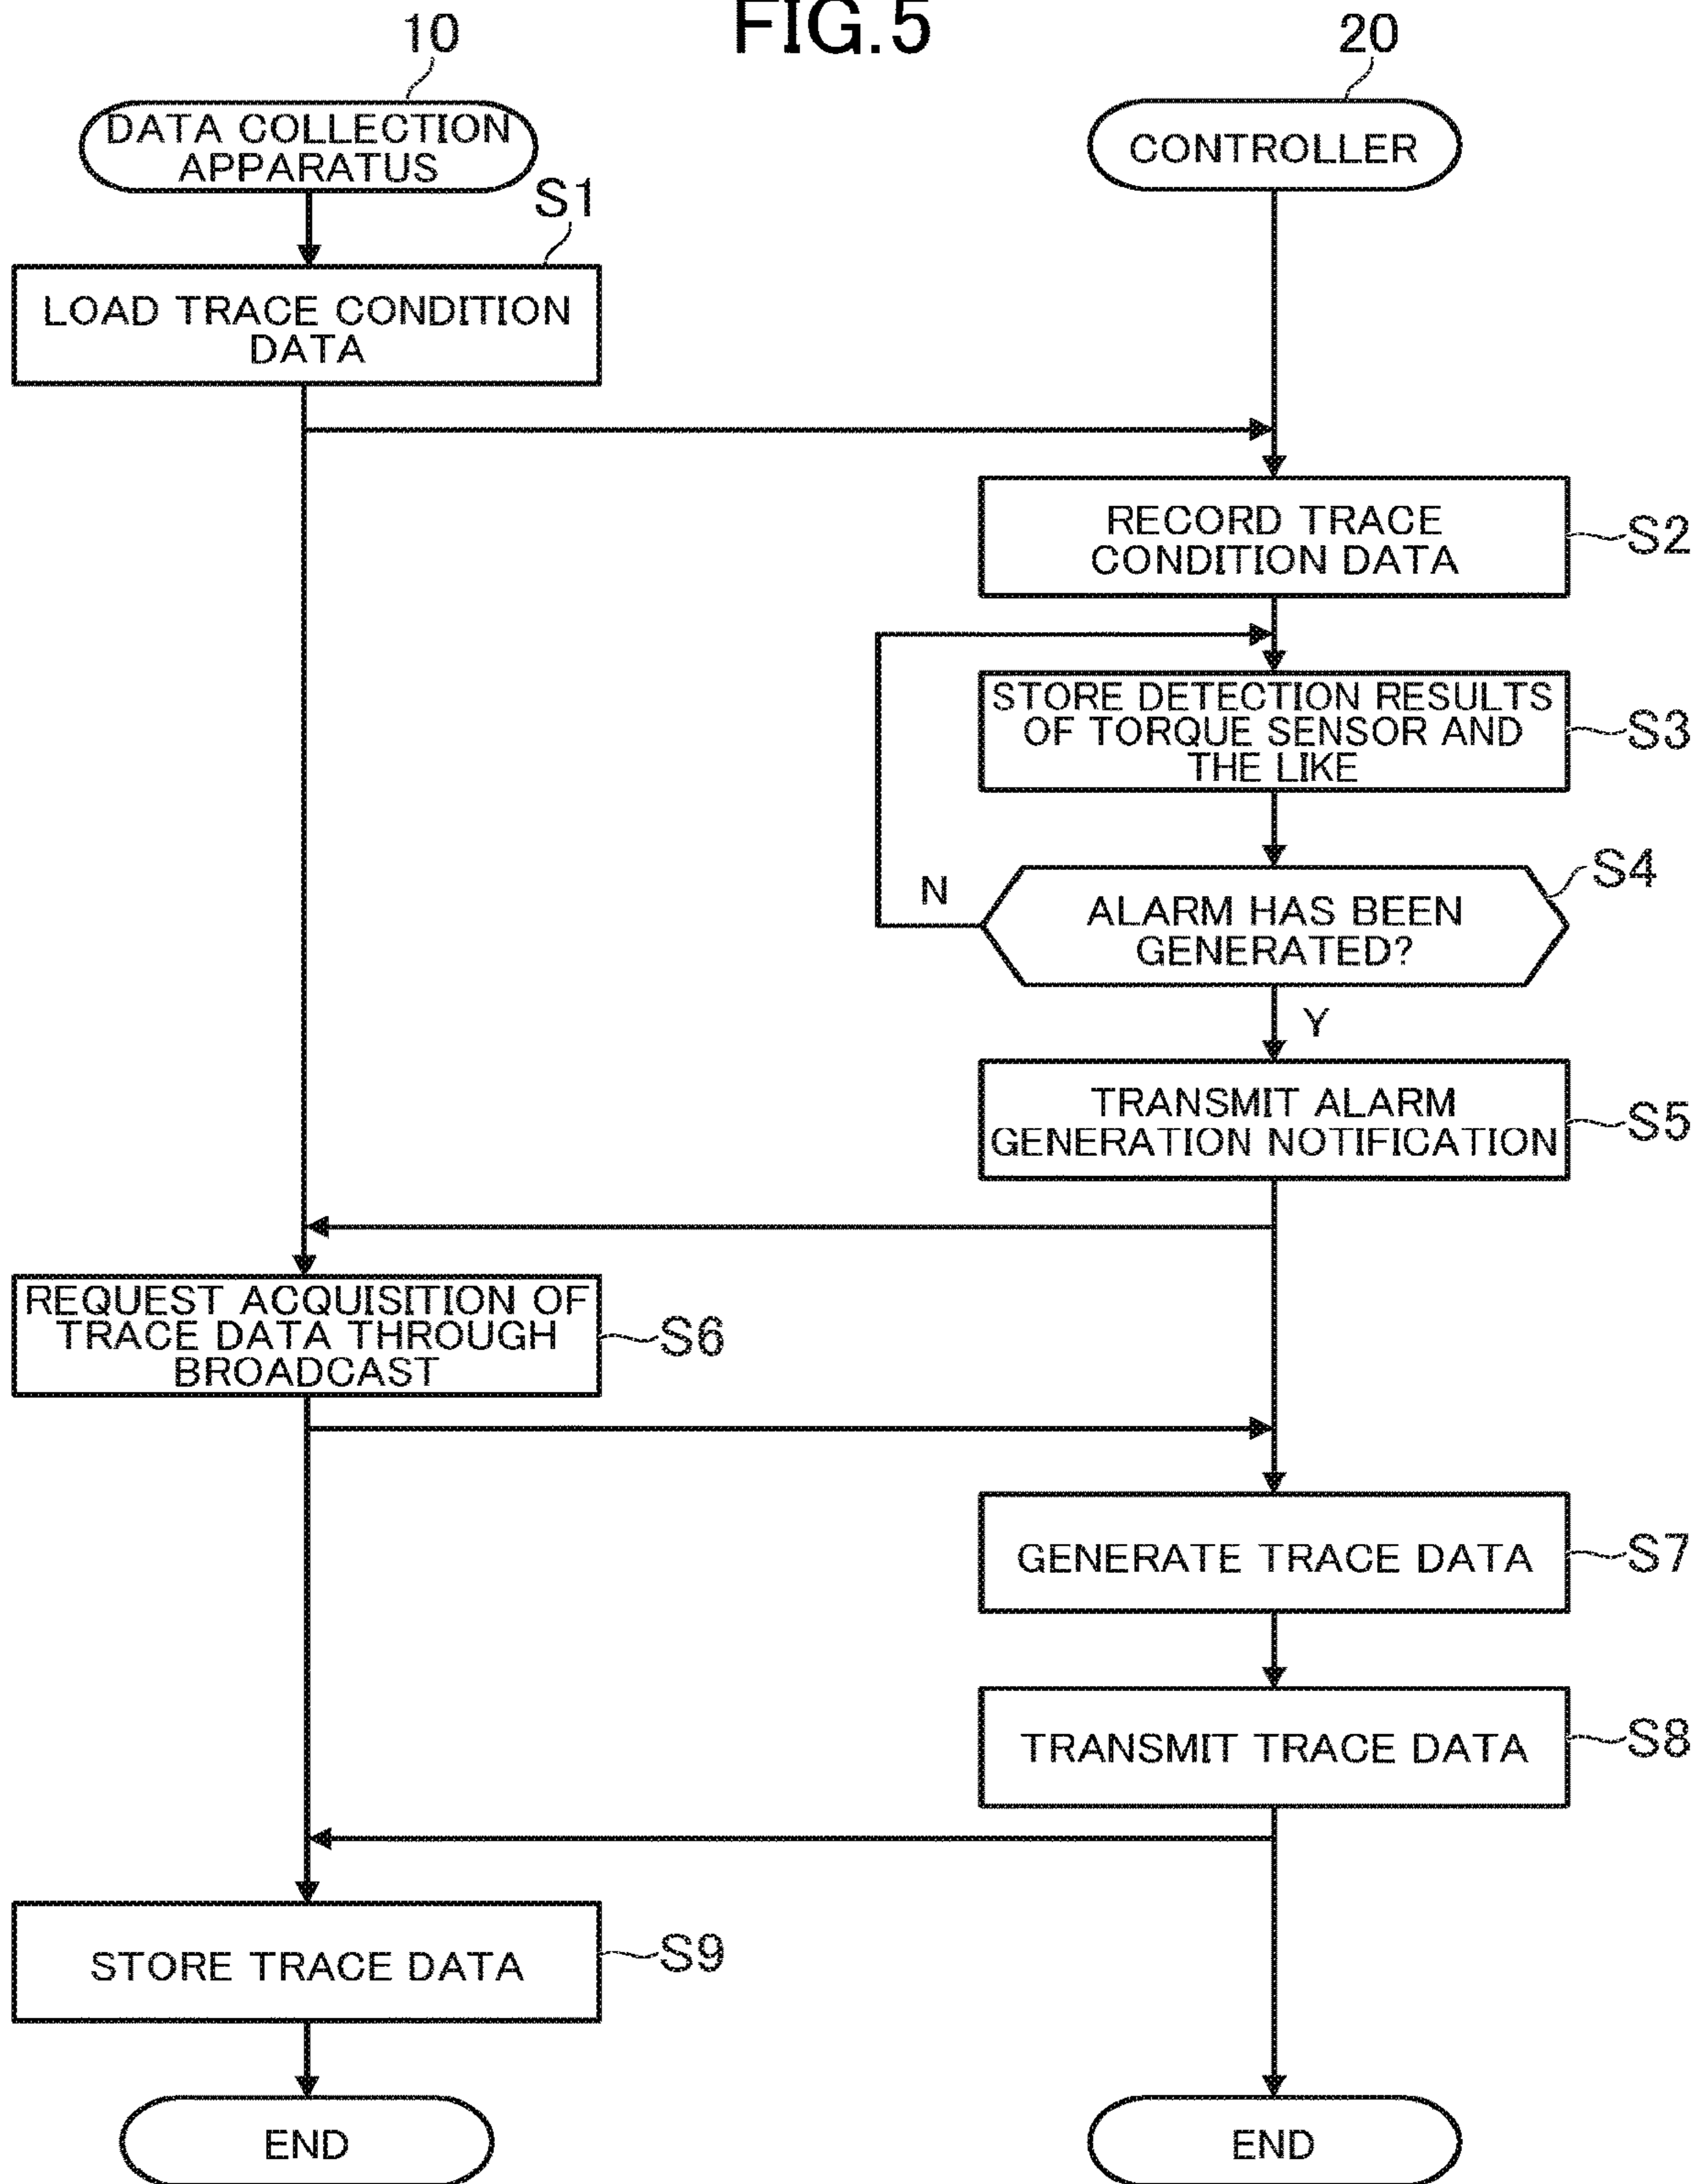 FIG.5
10
20
DATA COLLECTION
APPARATUS
CONTROLLER
S1
LOAD TRACE CONDITION
DATA
RECORD TRACE
CONDITION DATA
S2
STORE DETECTION RESULTS
OF TORQUE SENSOR AND
THE LIKE
S3
S4
N
ALARM HAS BEEN
GENERATED?
Y
TRANSMIT ALARM
GENERATION NOTIFICATION
S5
REQUEST ACQUISITION OF
TRACE DATA THROUGH
BROADCAST
S6
GENERATE TRACE DATA
S7
TRANSMIT TRACE DATA
S8
STORE TRACE DATA
S9
END
END